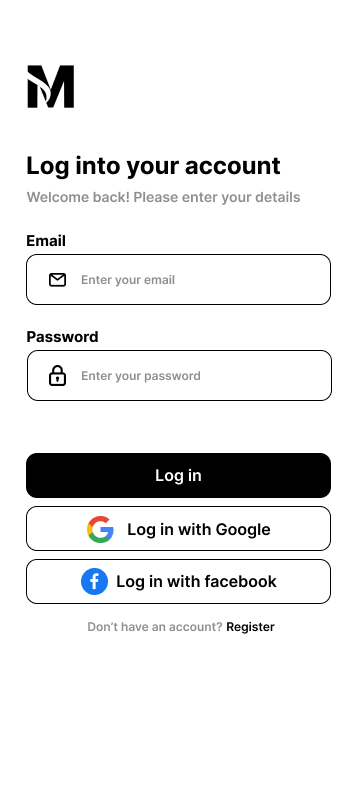 M
Log into your account
Welcome back! Please enter your details
Email
Enter your email
Password
Enter your password
Log in
Log in with Google
Log in with facebook
Don't have an account? Register